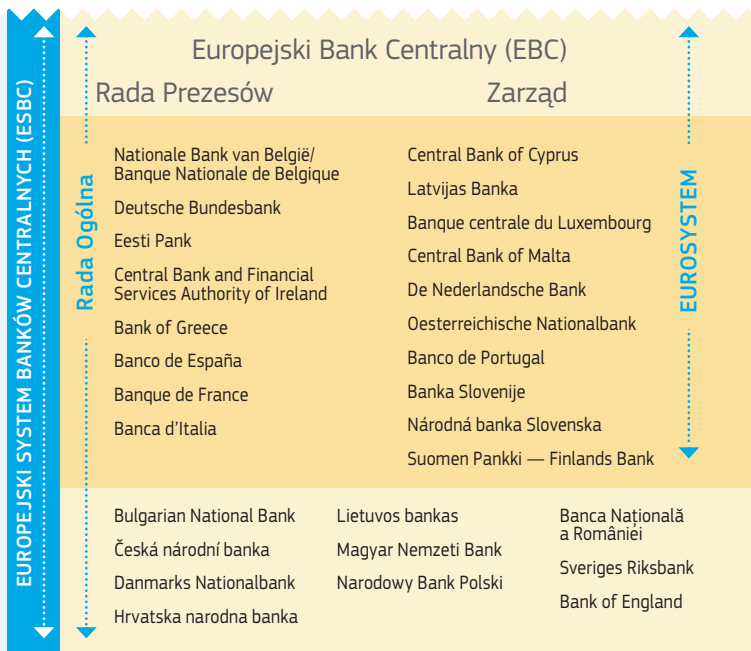 Europejski Bank Centralny (EBC)
Rada Prezesów
Zarząd
EUROPEJSKI SYSTEM BANKÓW CENTRALNYCH (ESBC)
Rada Ogólna
EUROSYSTEM
Nationale Bank van België/
Banque Nationale de Belgique
Deutsche Bundesbank
Eesti Pank
Central Bank and Financial
Services Authority of Ireland
Bank of Greece
Banco de España
Banque de France
Banca d'Italia
Central Bank of Cyprus
Latvijas Banka
Banque centrale du Luxembourg
Central Bank of Malta
De Nederlandsche Bank
Oesterreichische Nationalbank
Banco de Portugal
Banka Slovenije
Národná banka Slovenska
Suomen Pankki — Finlands Bank
Bulgarian National Bank
Česká národní banka
Danmarks Nationalbank
Hrvatska narodna banka
Lietuvos bankas
Magyar Nemzeti Bank
Narodowy Bank Polski
Banca Națională
a României
Sveriges Riksbank
Bank of England